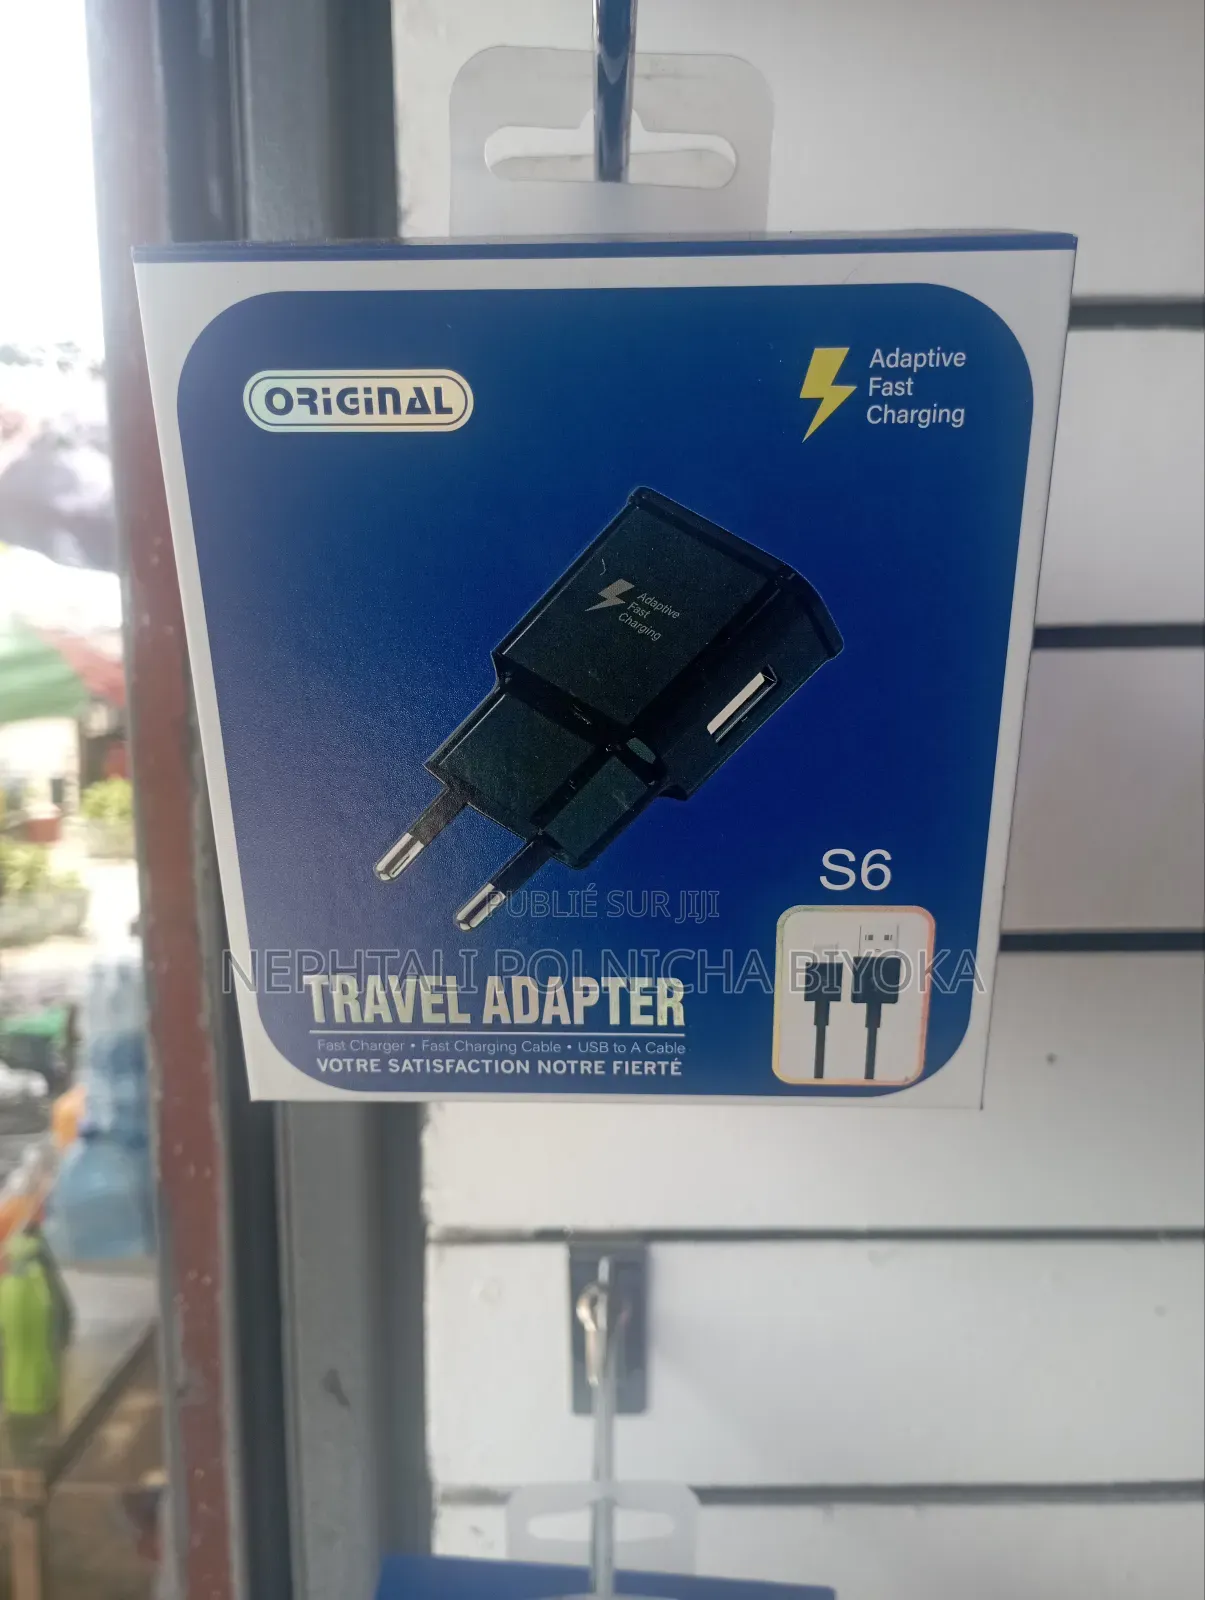 ORiGiNAL
Adaptive
Fast
Charging
Adaptive
Fast
Charging
S6
PUBLIÉ SUR JIJI
NEPHTALI POLNICHA BIYOKA
TRAVEL ADAPTER
Fast Charger • Fast Charging Cable • USB to A Cable
VOTRE SATISFACTION NOTRE FIERTÉ